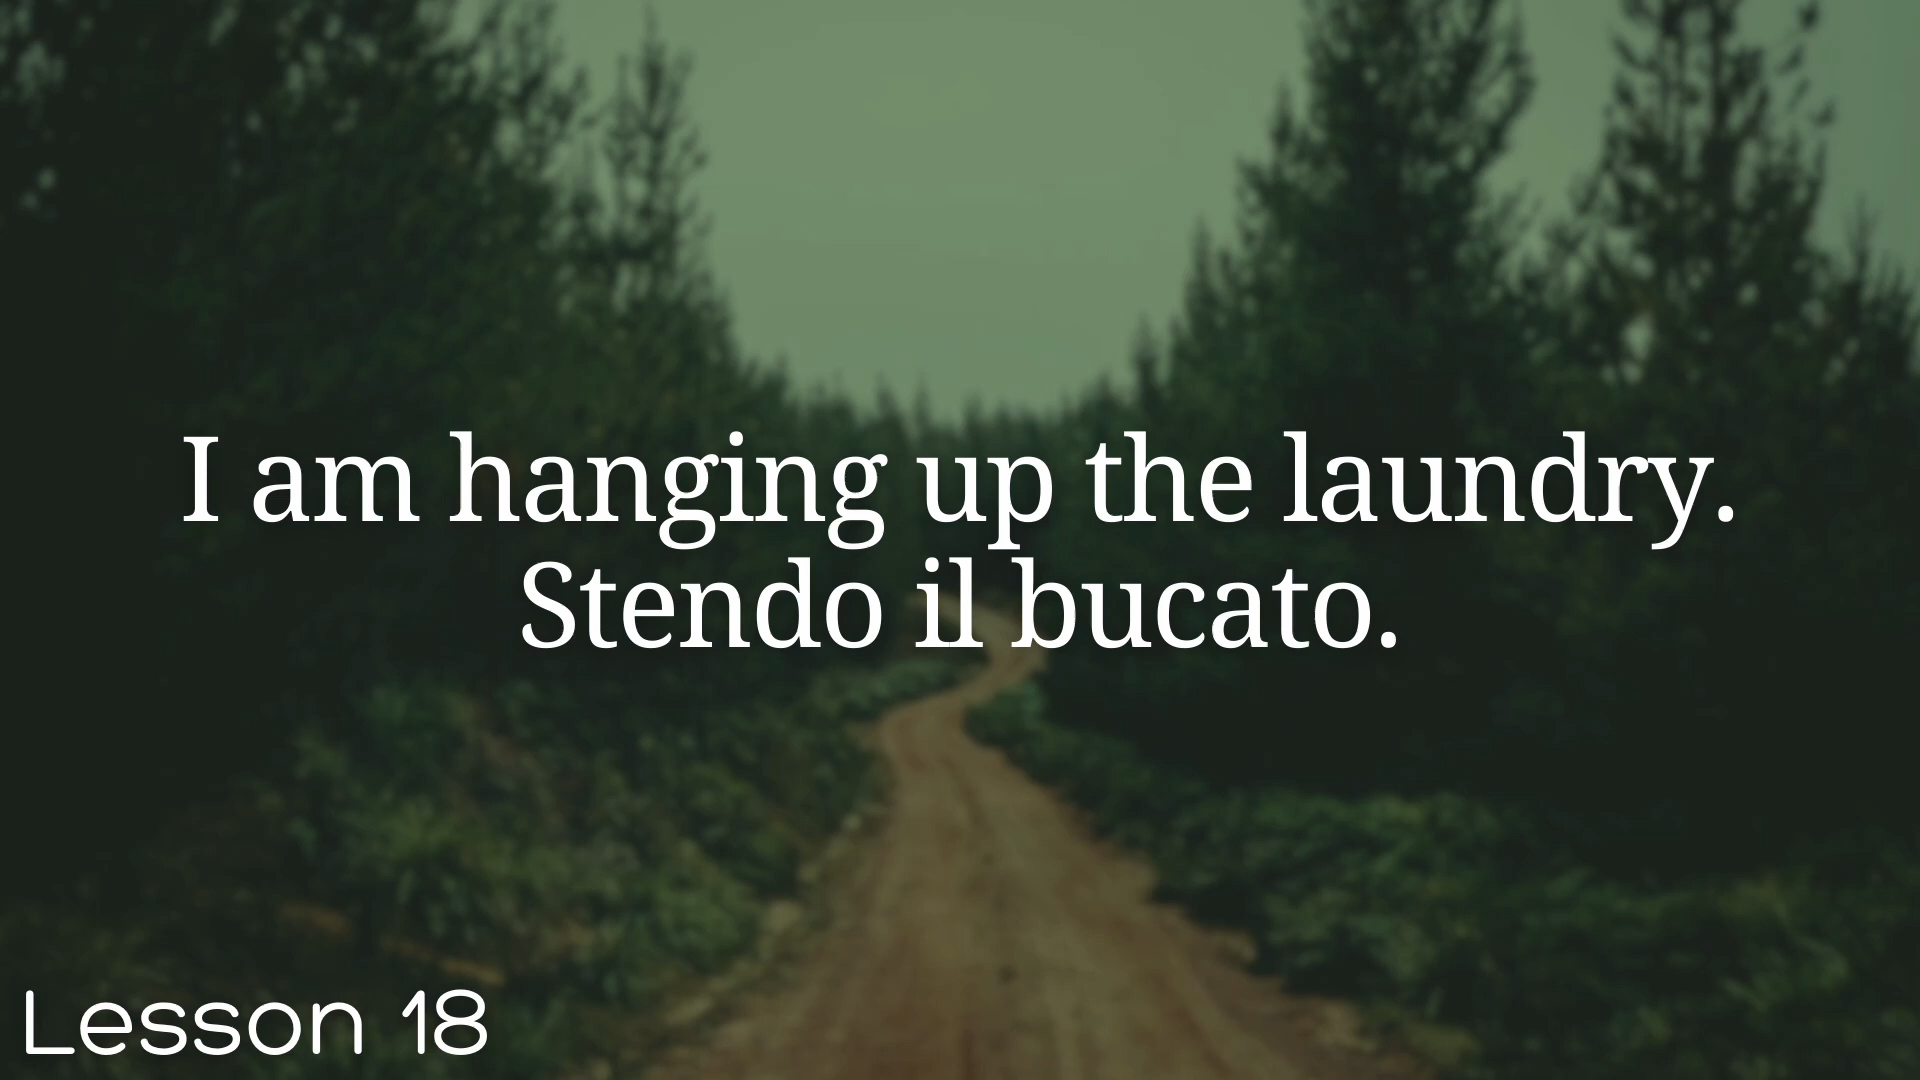 I am hanging up the laundry.
Stendo il bucato.
Lesson 18